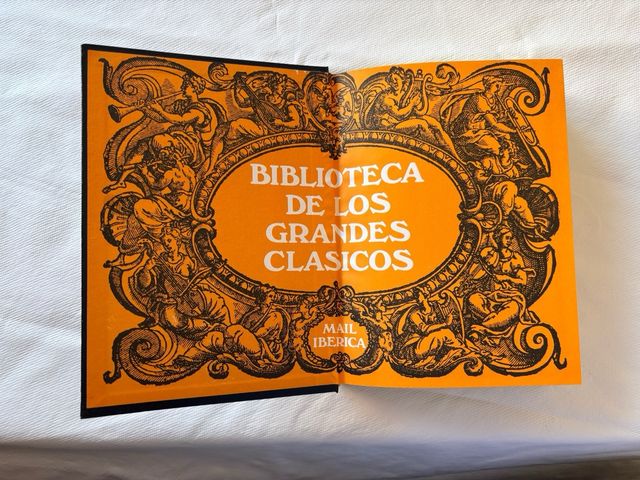 BIBLIOTECA
DE LOS
GRANDES
CLASICOS
MAIL
IBERICA